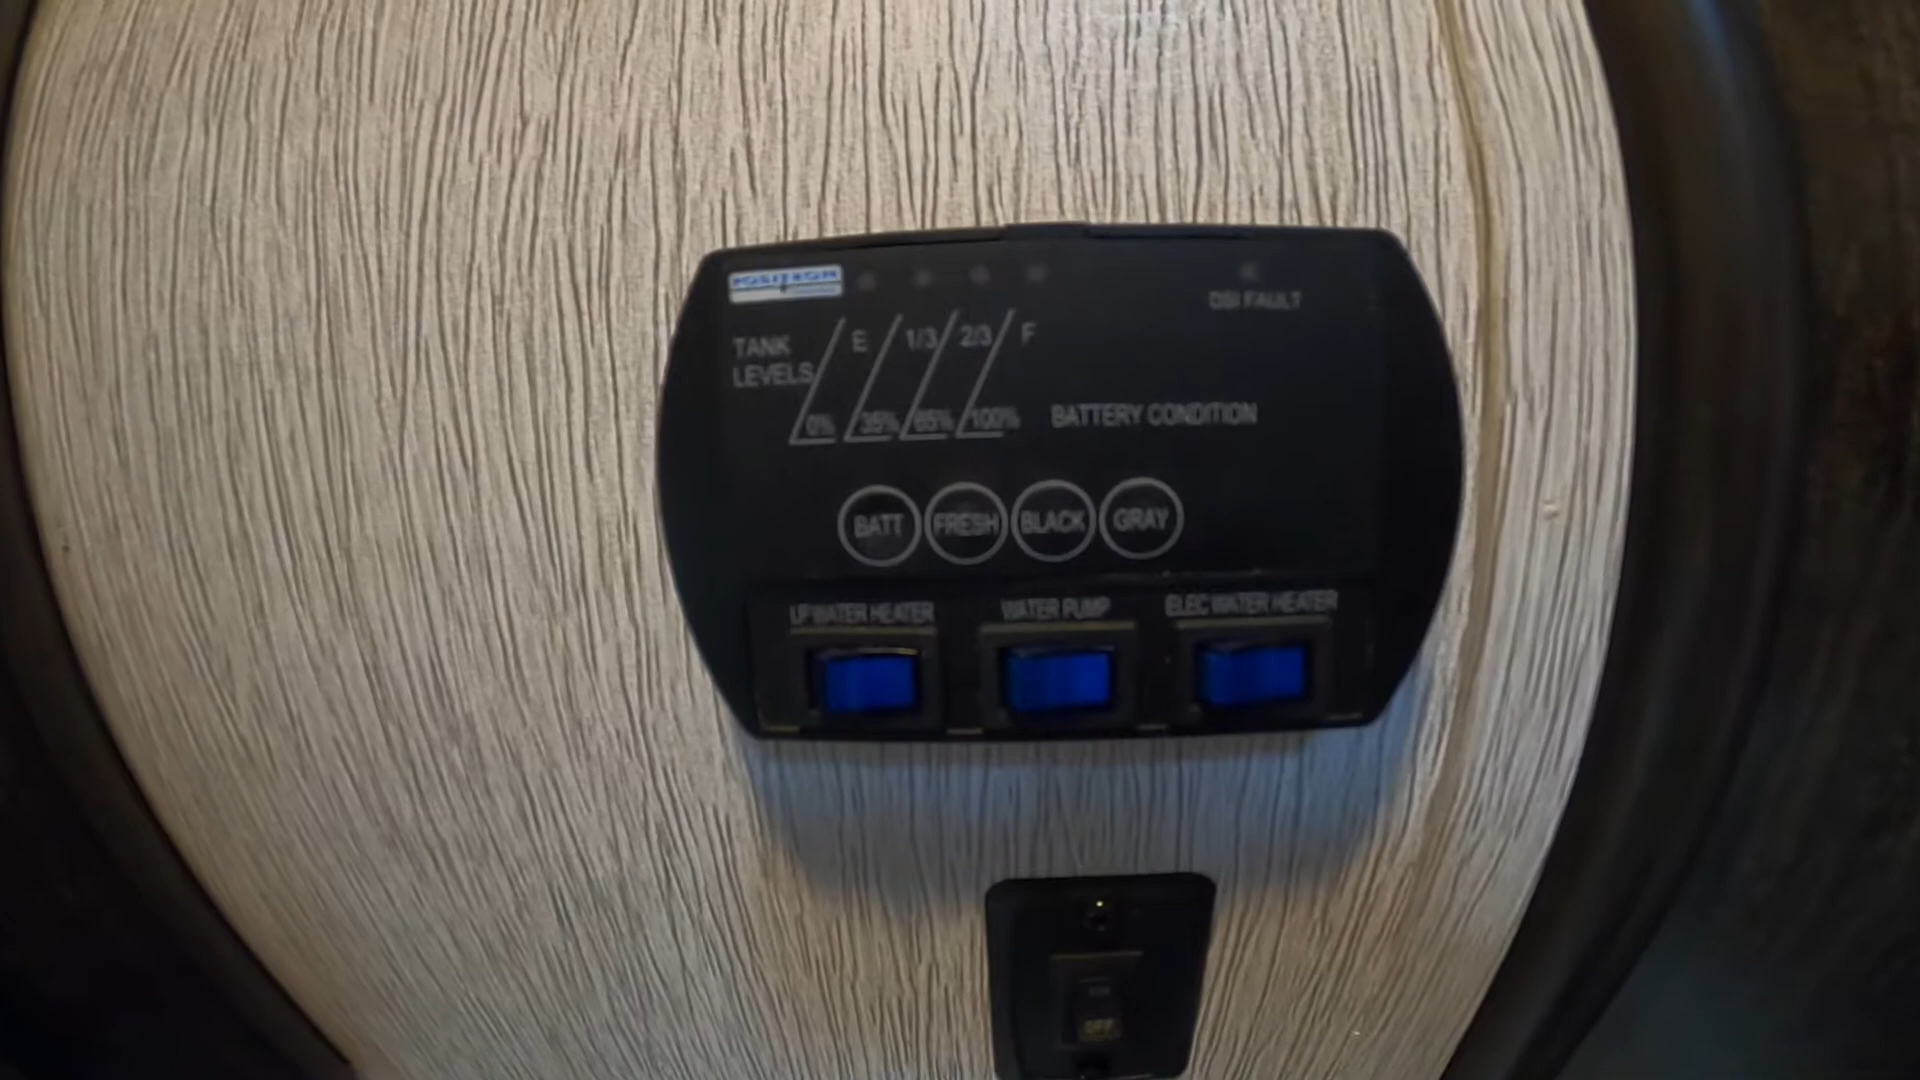 DSI FAULT
TANK
LEVELS
E 1/3 2/3 F
0% 35% 65% 100%
BATTERY CONDITION
BATT FRESH BLACK GRAY
LP WATER HEATER WATER PUMP ELEC WATER HEATER
OFF